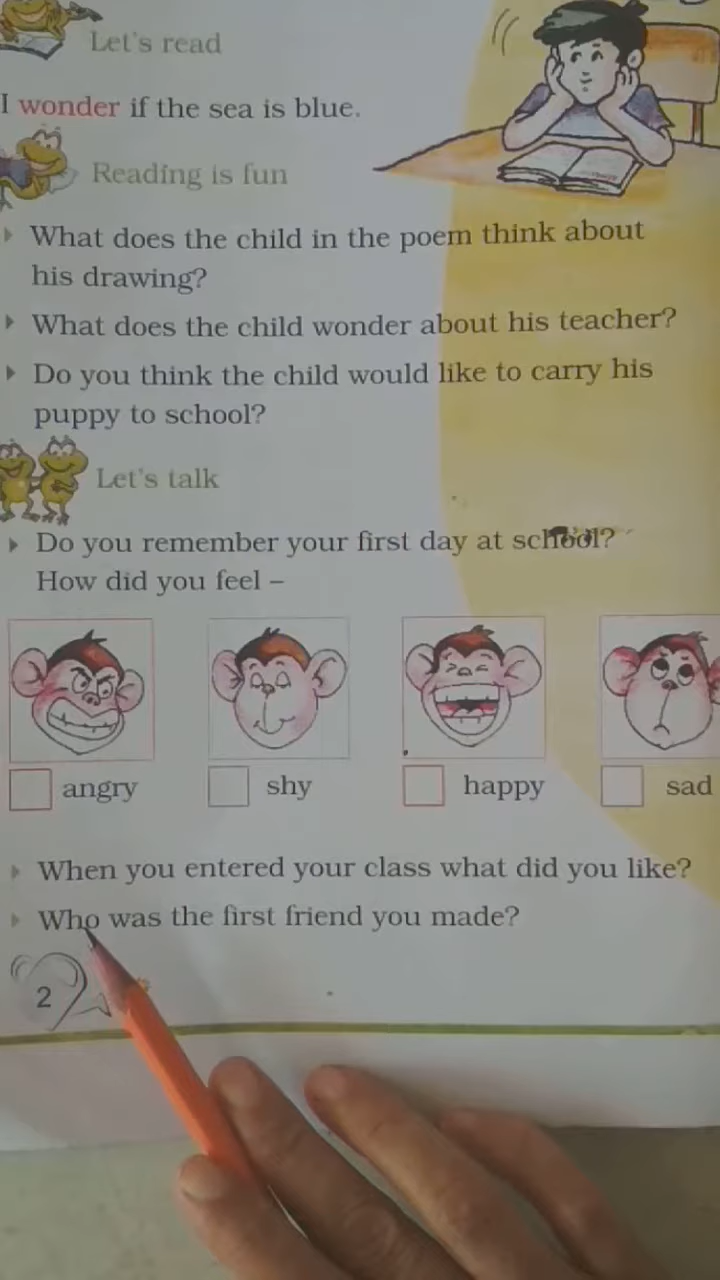 Let's read
I wonder if the sea is blue.
Reading is fun
What does the child in the poem think about
his drawing?
What does the child wonder about his teacher?
Do you think the child would like to carry his
puppy to school?
Let's talk
Do you remember your first day at school?
How did you feel –
angry shy happy sad
When you entered your class what did you like?
Who was the first friend you made?
2